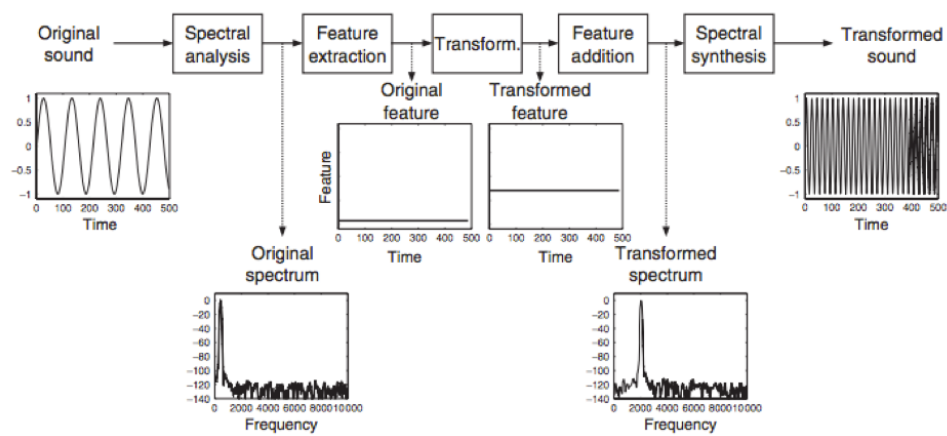 Original sound
Spectral analysis
Feature extraction
Transform.
Feature addition
Spectral synthesis
Transformed sound
Original feature
Transformed feature
1
0.5
0
−0.5
−1
0 100 200 300 400 500
Time
Feature
0 100 200 300 400 500
Time
0 100 200 300 400 500
Time
1
0.5
0
−0.5
−1
0 100 200 300 400 500
Time
Original spectrum
0
−20
−40
−60
−80
−100
−120
−140
0 2000 4000 6000 8000 10000
Frequency
Transformed spectrum
0
−20
−40
−60
−80
−100
−120
−140
0 2000 4000 6000 8000 10000
Frequency